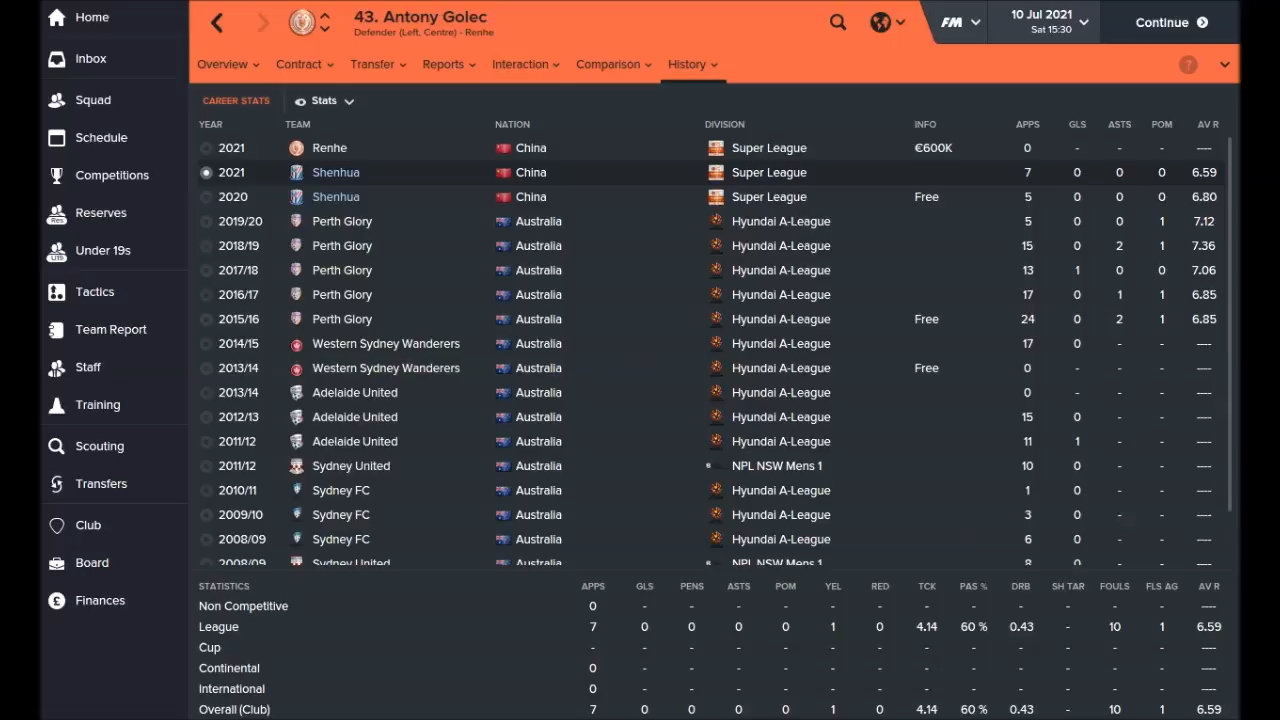 Home
Inbox
Squad
Schedule
Competitions
Reserves
Under 19s
Tactics
Team Report
Staff
Training
Scouting
Transfers
Club
Board
Finances
43. Antony Golec
Defender (Left, Centre) - Renhe
FM
10 Jul 2021
Sat 15:30
Continue
Overview Contract Transfer Reports Interaction Comparison History ?
CAREER STATS Stats
YEAR TEAM NATION DIVISION INFO APPS GLS ASTS POM AV R
2021 Renhe China Super League €600K 0 - - - ----
2021 Shenhua China Super League 7 0 0 0 6.59
2020 Shenhua China Super League Free 5 0 0 0 6.80
2019/20 Perth Glory Australia Hyundai A-League 5 0 0 1 7.12
2018/19 Perth Glory Australia Hyundai A-League 15 0 2 1 7.36
2017/18 Perth Glory Australia Hyundai A-League 13 1 0 0 7.06
2016/17 Perth Glory Australia Hyundai A-League 17 0 1 1 6.85
2015/16 Perth Glory Australia Hyundai A-League Free 24 0 2 1 6.85
2014/15 Western Sydney Wanderers Australia Hyundai A-League 17 0 - - ----
2013/14 Western Sydney Wanderers Australia Hyundai A-League Free 0 - - - ----
2013/14 Adelaide United Australia Hyundai A-League 0 - - - ----
2012/13 Adelaide United Australia Hyundai A-League 15 0 - - ----
2011/12 Adelaide United Australia Hyundai A-League 11 1 - - ----
2011/12 Sydney United Australia NPL NSW Mens 1 10 0 - - ----
2010/11 Sydney FC Australia Hyundai A-League 1 0 - - ----
2009/10 Sydney FC Australia Hyundai A-League 3 0 - - ----
2008/09 Sydney FC Australia Hyundai A-League 6 0 - - ----
2008/09 Sydney United Australia NPL NSW Mens 1 8 0 - - ----
STATISTICS APPS GLS PENS ASTS POM YEL RED TCK PAS % DRB SH TAR FOULS FLS AG AV R
Non Competitive 0 - - - - - - - - - - - - ----
League 7 0 0 0 0 1 0 4.14 60 % 0.43 - 10 1 6.59
Cup - - - - - - - - - - - - - ----
Continental 0 - - - - - - - - - - - - ----
International 0 - - - - - - - - - - - - ----
Overall (Club) 7 0 0 0 0 1 0 4.14 60 % 0.43 - 10 1 6.59